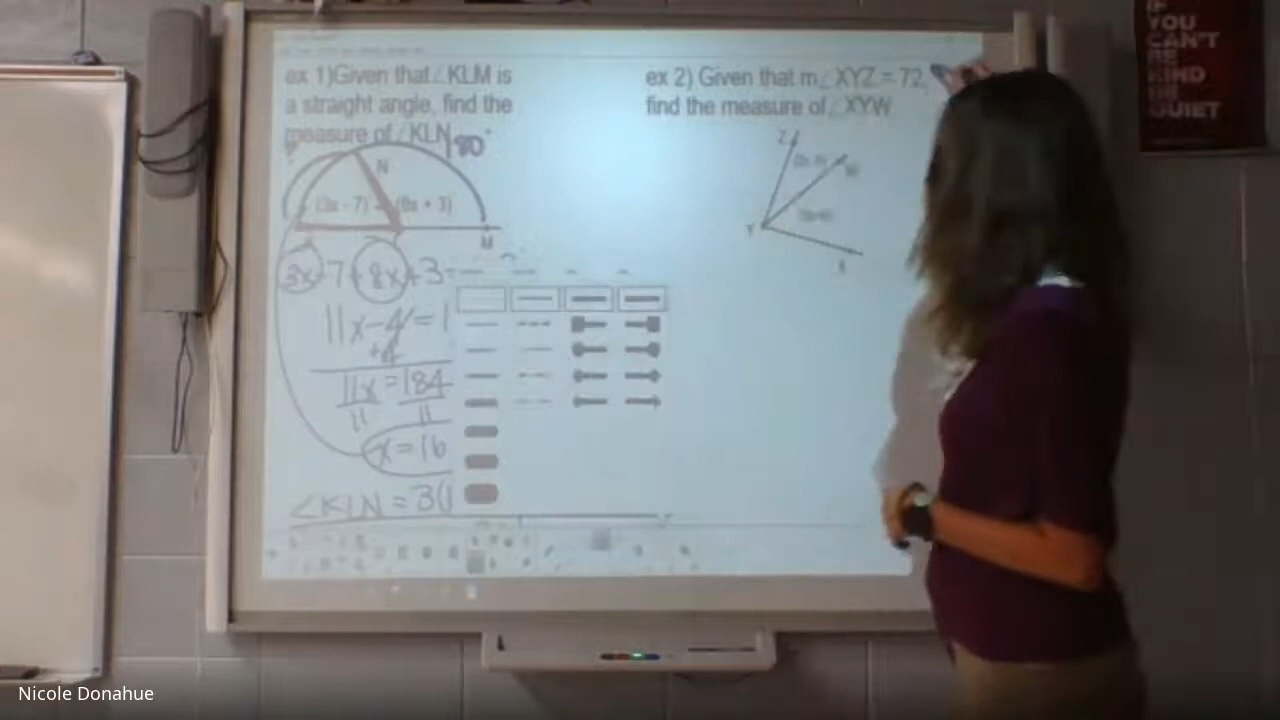 ex 1)Given that ∠KLM is
a straight angle, find the
measure of ∠KLN
180°
N
(3x - 7) (8x + 3)
M
3x-7+8x+3
11x-4=1
+4
11x=184
11 11
x=16
∠KLN=3(1
ex 2) Given that m∠XYZ = 72,
find the measure of ∠XYW
Z
W
Y
X
IF
YOU
CAN'T
BE
KIND
BE
QUIET
Nicole Donahue